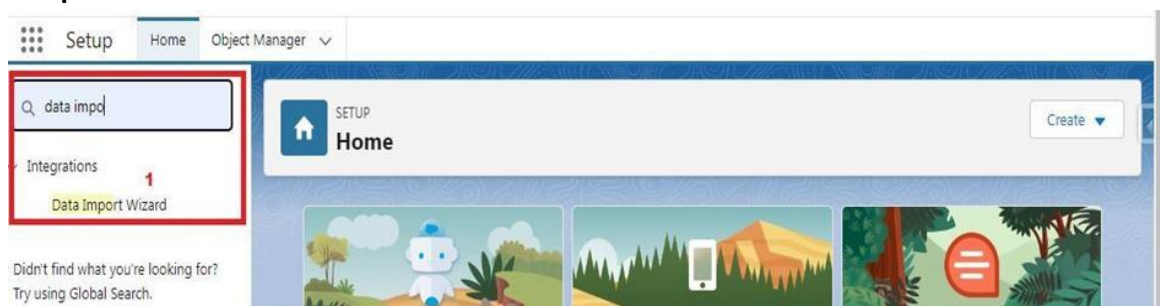 Setup Home Object Manager
data impo
SETUP
Home
Create
Integrations
1
Data Import Wizard
Didn't find what you're looking for?
Try using Global Search.